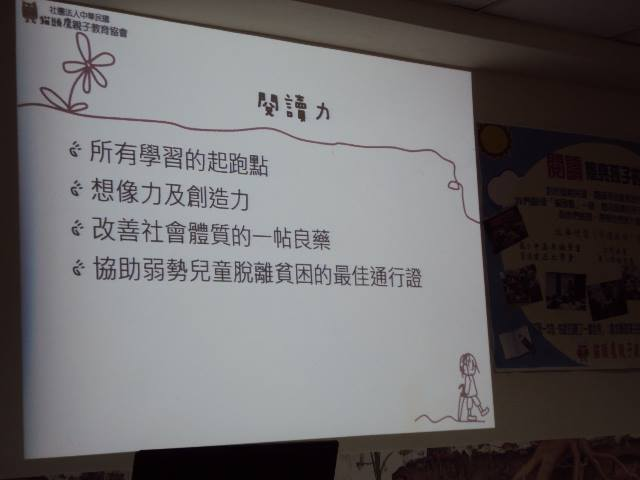 社團法人中華民國
貓頭鷹親子教育協會
閱讀力
所有學習的起跑點
想像力及創造力
改善社會體質的一帖良藥
協助弱勢兒童脫離貧困的最佳通行證
閱讀